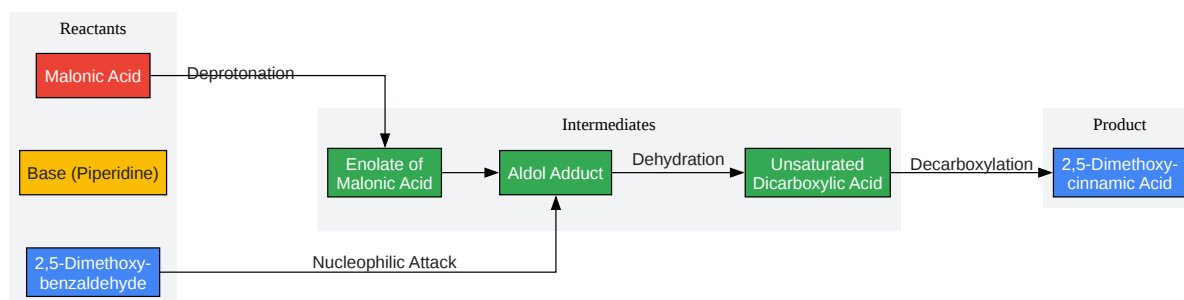 Reactants
Malonic Acid
Deprotonation
Base (Piperidine)
2,5-Dimethoxy-
benzaldehyde
Nucleophilic Attack
Intermediates
Enolate of
Malonic Acid
Aldol Adduct
Dehydration
Unsaturated
Dicarboxylic Acid
Decarboxylation
Product
2,5-Dimethoxy-
cinnamic Acid